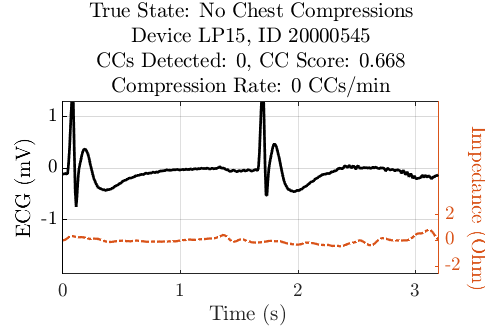 True State: No Chest Compressions
Device LP15, ID 20000545
CCs Detected: 0, CC Score: 0.668
Compression Rate: 0 CCs/min
1
0
-1
ECG (mV)
2
0
-2
Impedance (Ohm)
0 1 2 3
Time (s)